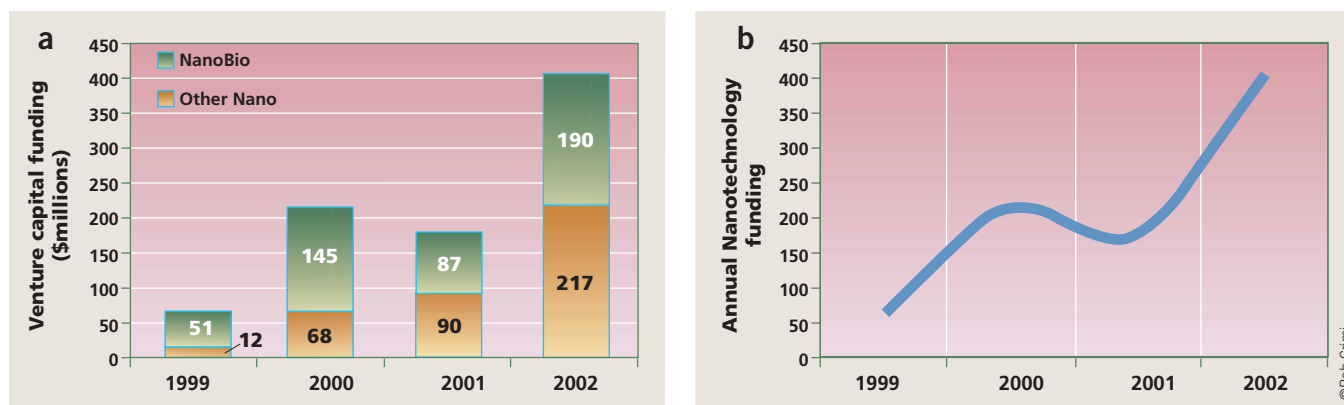 a
Venture capital funding
($millions)
450
400
350
300
250
200
150
100
50
0
NanoBio
Other Nano
51
12
145
68
87
90
190
217
1999 2000 2001 2002
b
Annual Nanotechnology
funding
450
400
350
300
250
200
150
100
50
0
1999 2000 2001 2002